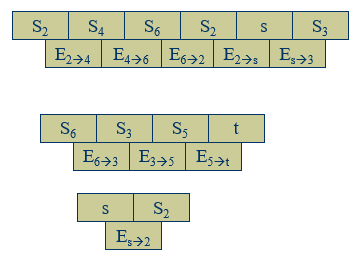 S₂ S₄ S₆ S₂ s S₃
E₂→₄ E₄→₆ E₆→₂ E₂→s Es→₃
S₆ S₃ S₅ t
E₆→₃ E₃→₅ E₅→t
s S₂
Es→₂